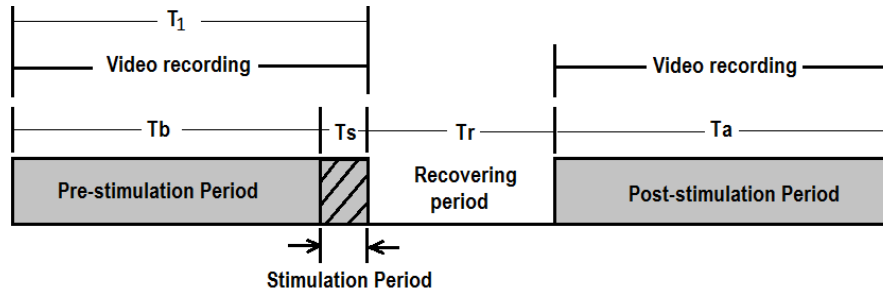 T1
Video recording Video recording
Tb Ts Tr Ta
Pre-stimulation Period Recovering period Post-stimulation Period
Stimulation Period